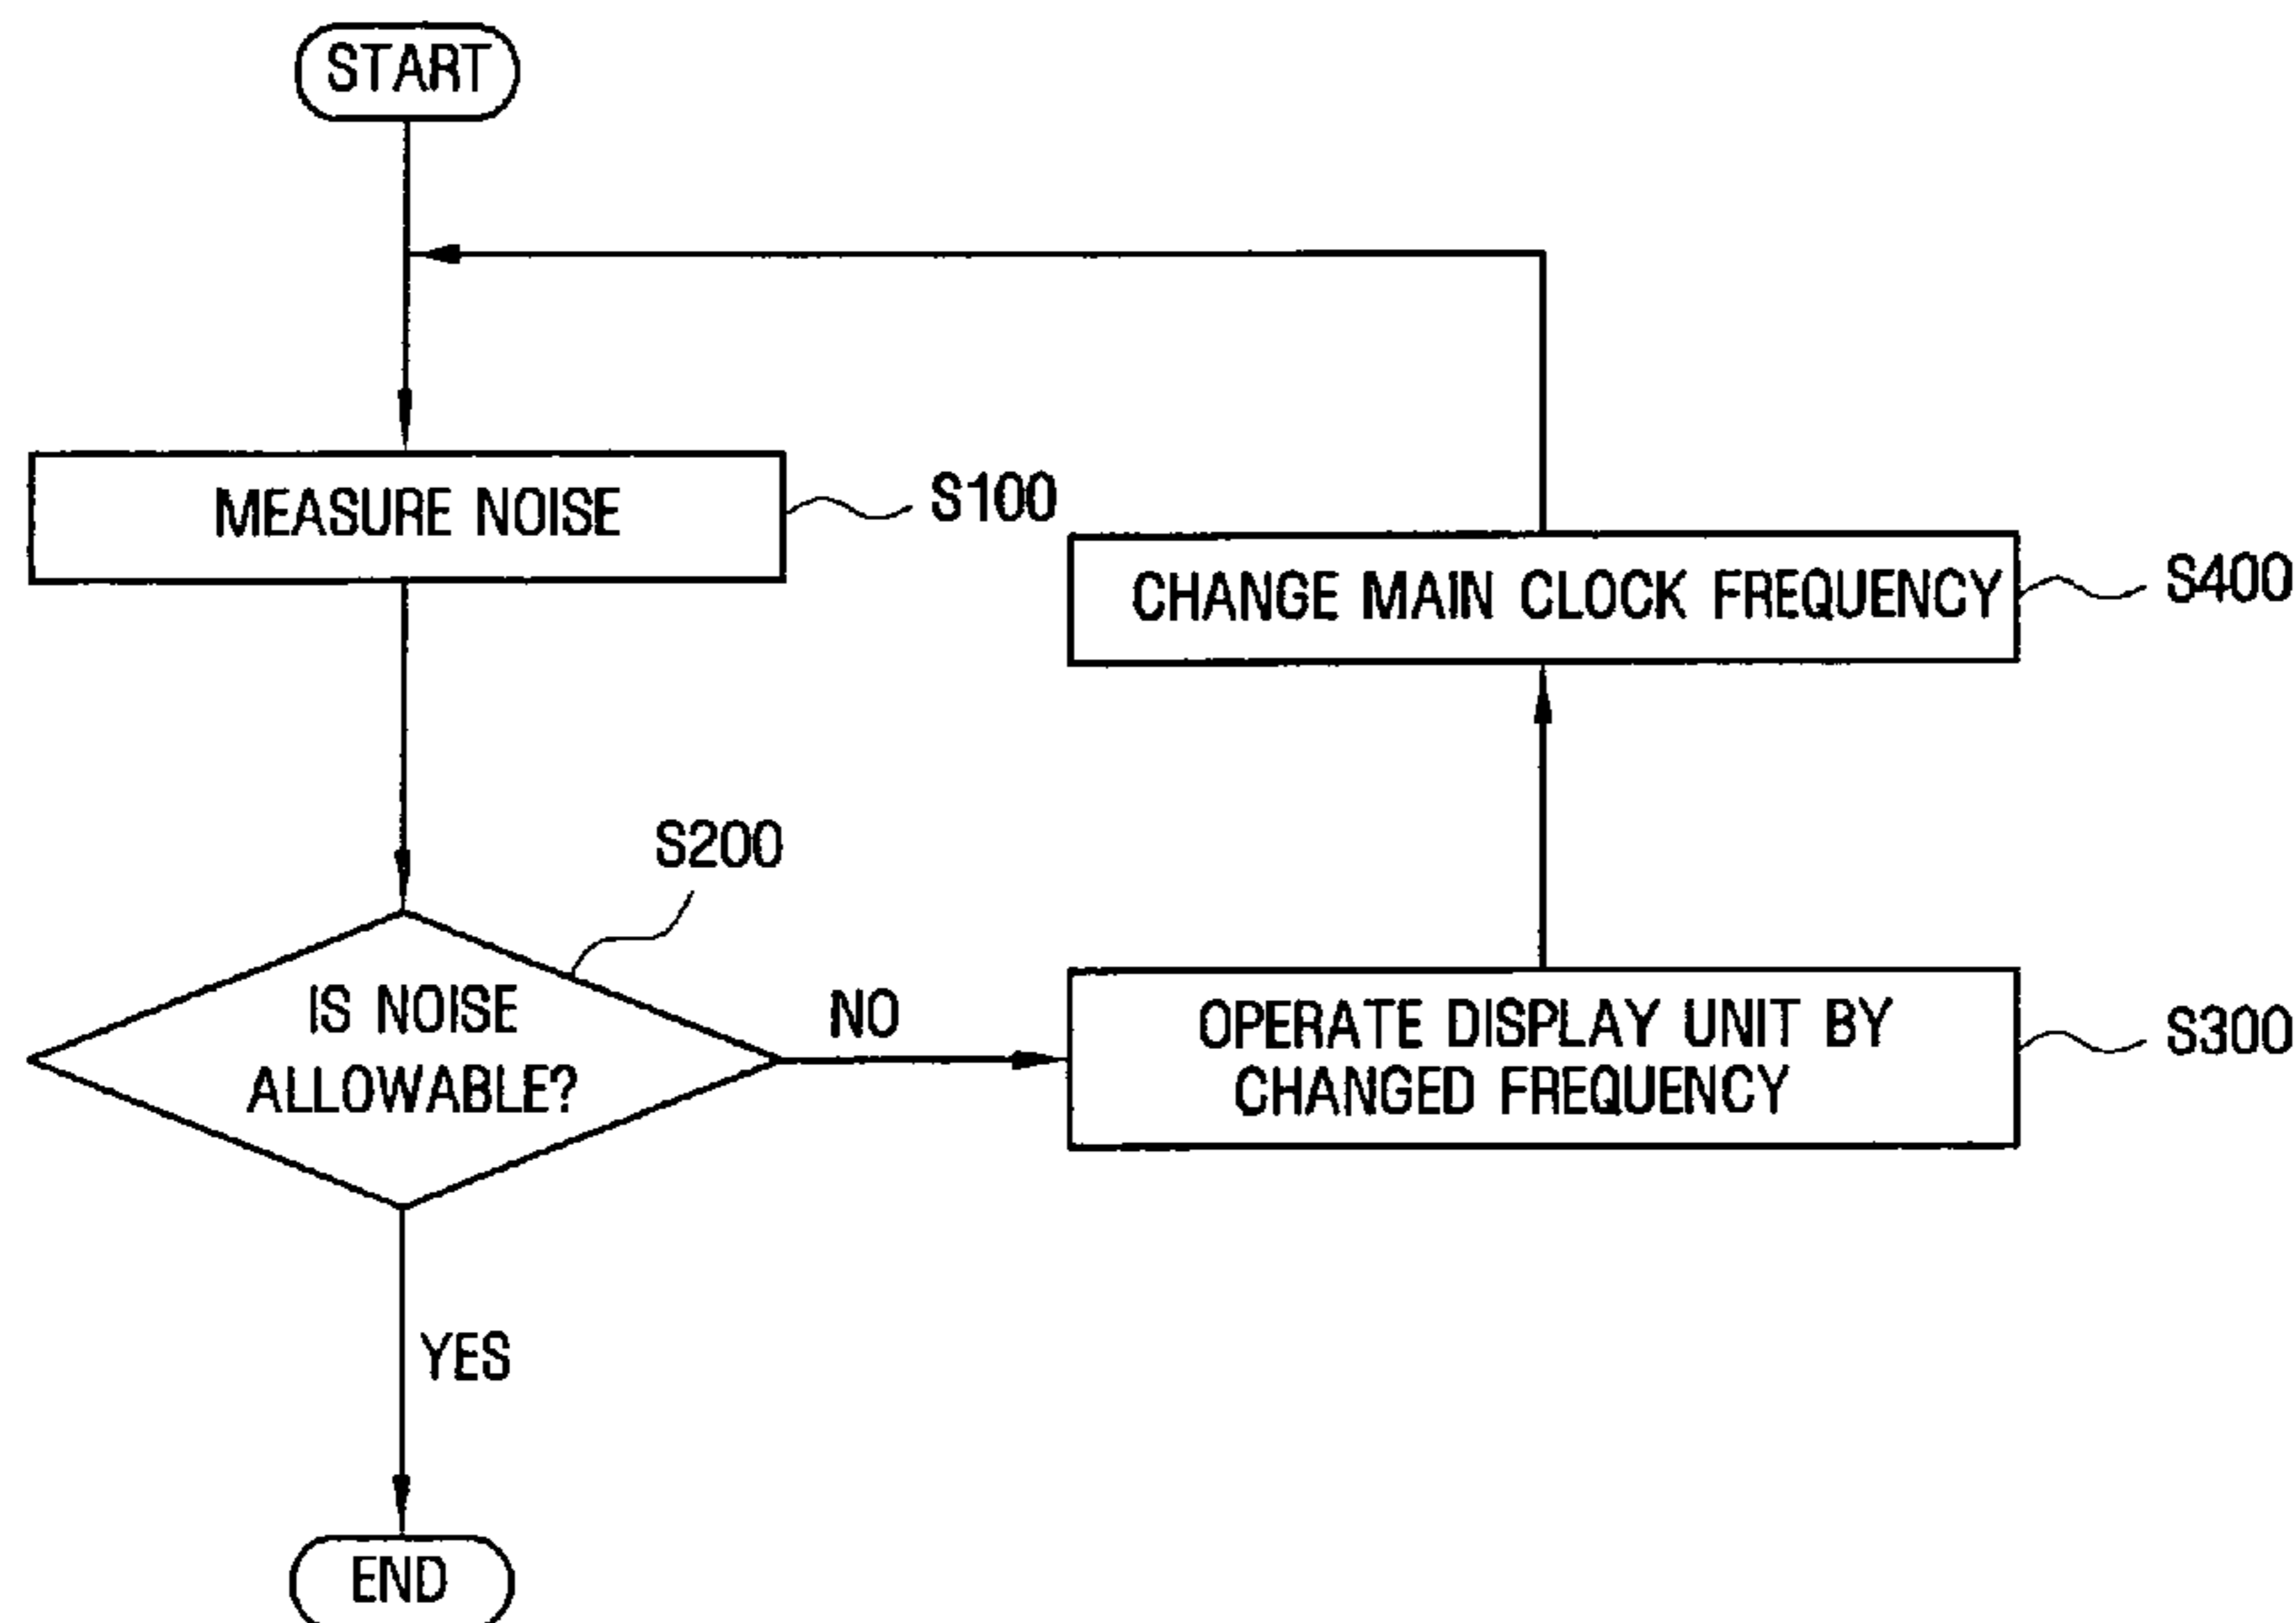 START
MEASURE NOISE
S100
CHANGE MAIN CLOCK FREQUENCY
S400
S200
IS NOISE
ALLOWABLE?
NO
OPERATE DISPLAY UNIT BY
CHANGED FREQUENCY
S300
YES
END